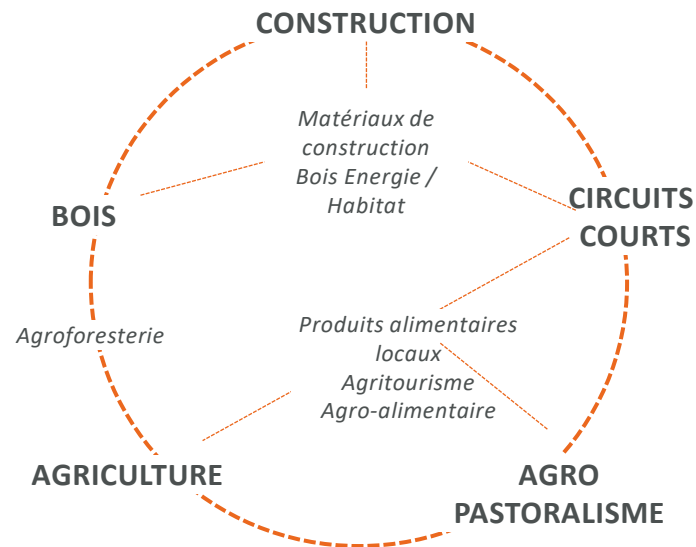 CONSTRUCTION
Matériaux de
construction
Bois Energie /
Habitat
BOIS
CIRCUITS
COURTS
Agroforesterie
Produits alimentaires
locaux
Agritourisme
Agro-alimentaire
AGRICULTURE
AGRO
PASTORALISME